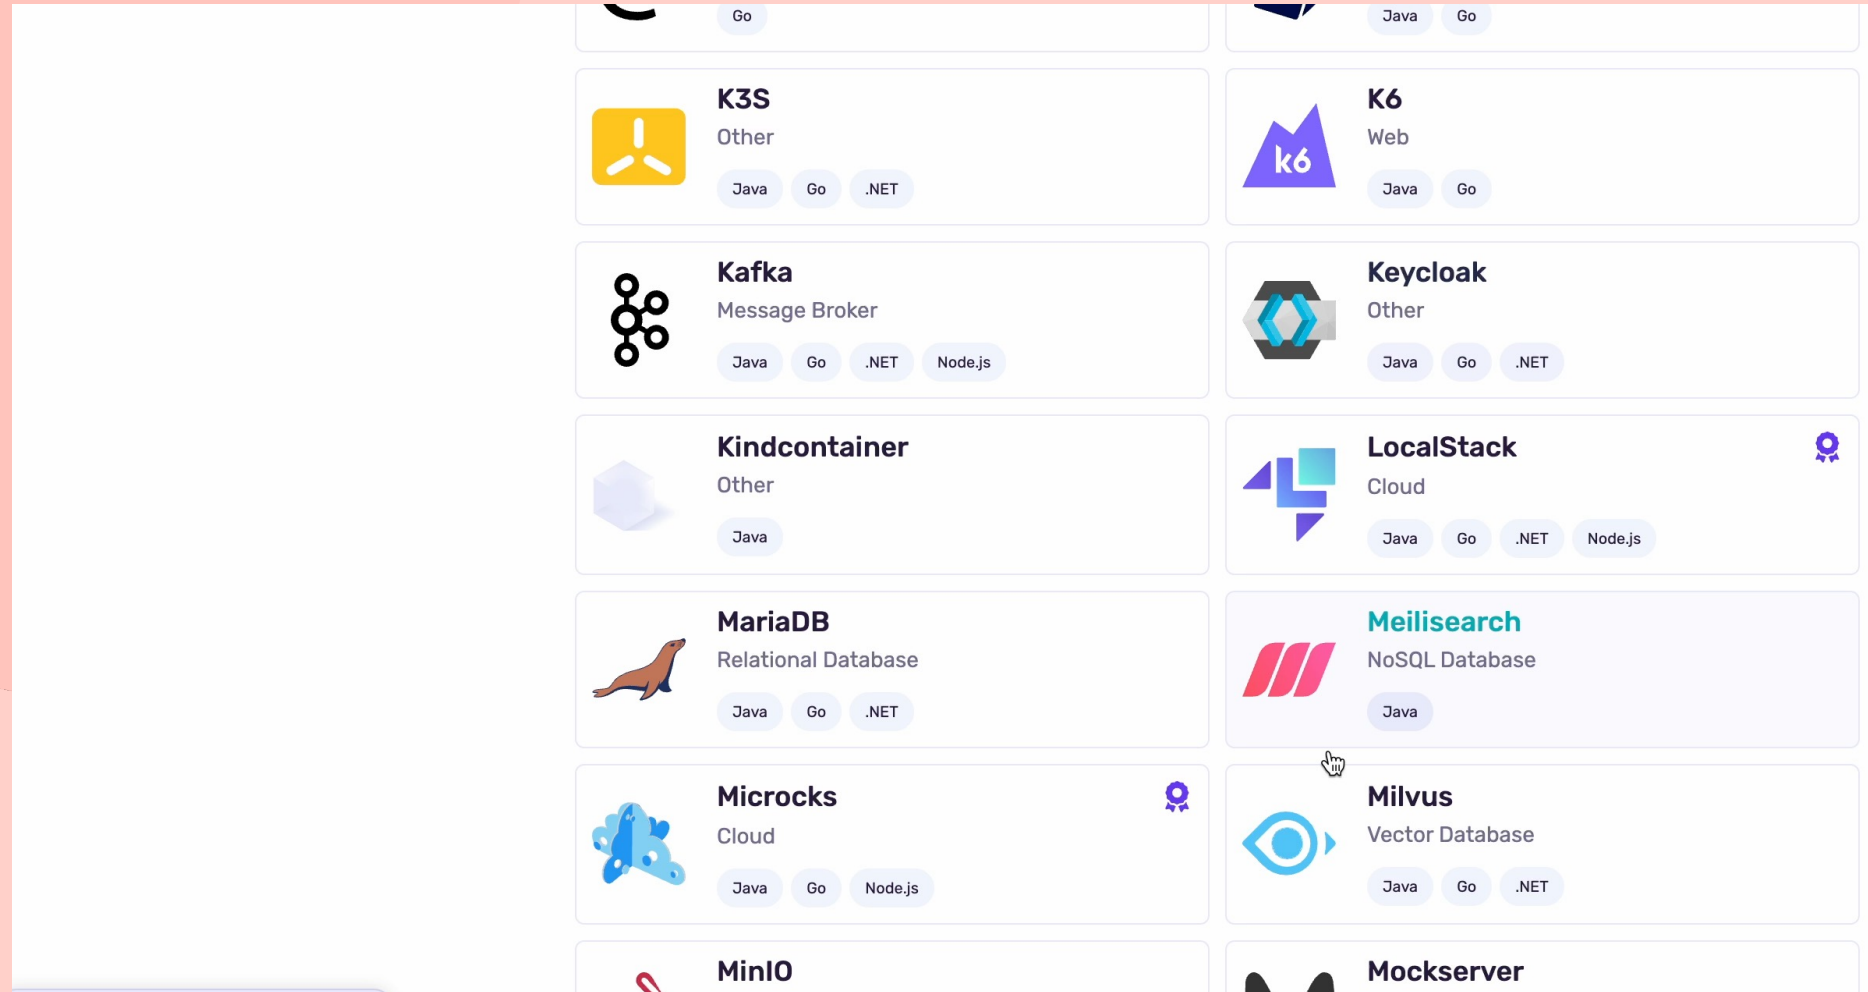 Go
Java Go
K3S
Other
Java Go .NET
k6
K6
Web
Java Go
Kafka
Message Broker
Java Go .NET Node.js
Keycloak
Other
Java Go .NET
Kindcontainer
Other
Java
LocalStack
Cloud
Java Go .NET Node.js
MariaDB
Relational Database
Java Go .NET
Meilisearch
NoSQL Database
Java
Microcks
Cloud
Java Go Node.js
Milvus
Vector Database
Java Go .NET
MinIO
Mockserver